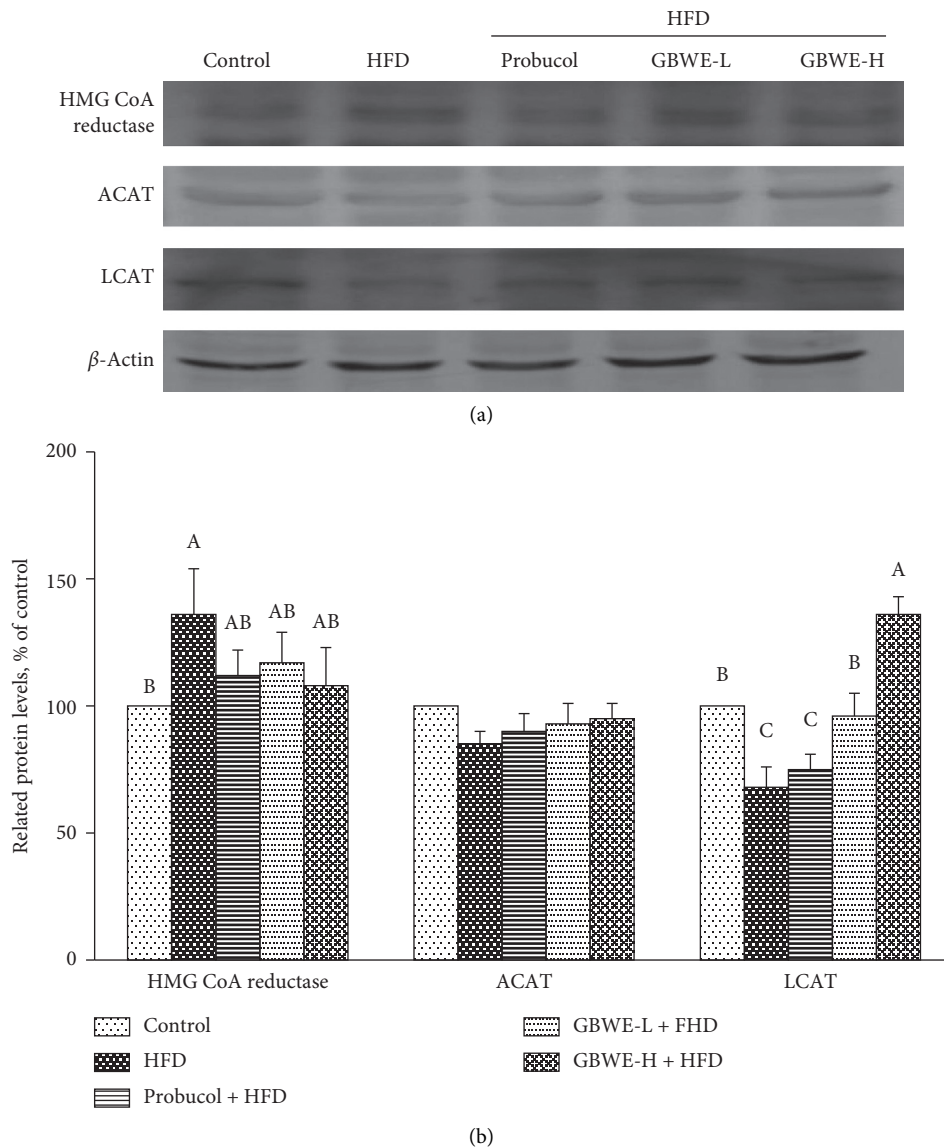 HFD
Control HFD Probucol GBWE-L GBWE-H
HMG CoA
reductase
ACAT
LCAT
β-Actin
(a)
200
150
100
50
0
Related protein levels, % of control
B A AB AB AB
B C C B A
HMG CoA reductase ACAT LCAT
Control GBWE-L + FHD
HFD GBWE-H + HFD
Probucol + HFD
(b)